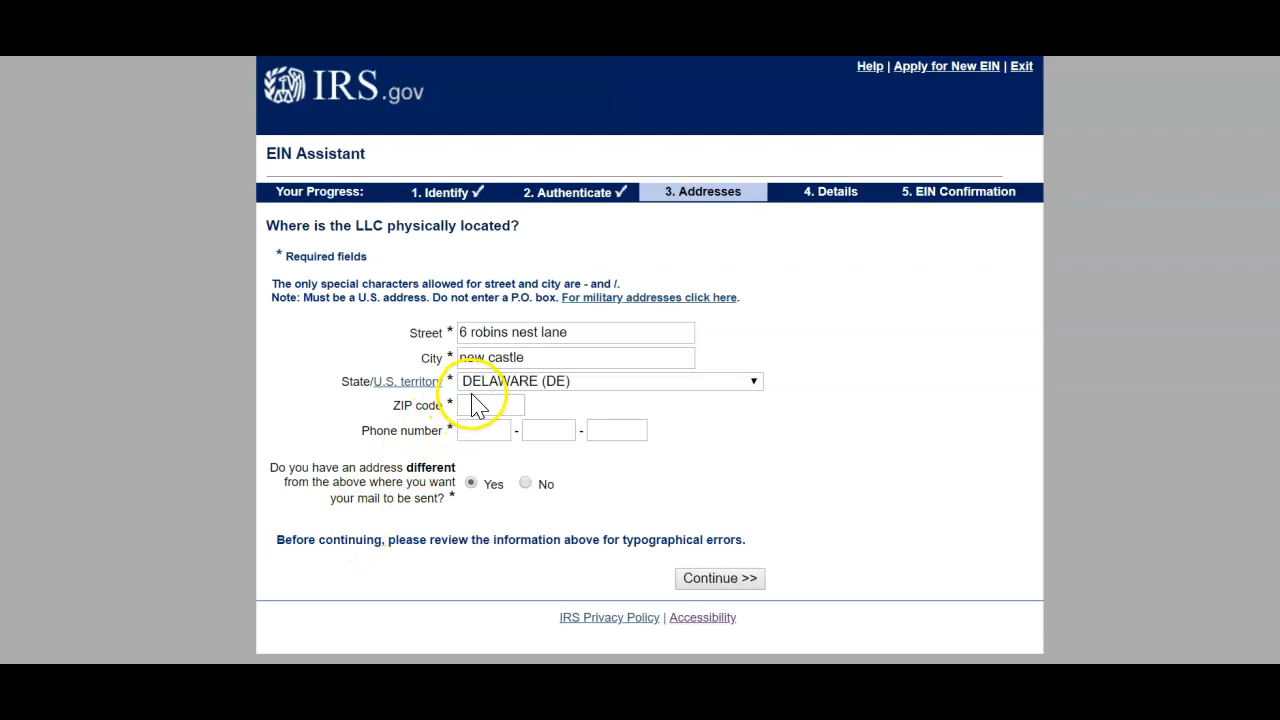 Help | Apply for New EIN | Exit
IRS.gov
EIN Assistant
Your Progress: 1. Identify ✓ 2. Authenticate ✓ 3. Addresses 4. Details 5. EIN Confirmation
Where is the LLC physically located?
* Required fields
The only special characters allowed for street and city are - and /.
Note: Must be a U.S. address. Do not enter a P.O. box. For military addresses click here.
Street * 6 robins nest lane
City * new castle
State/U.S. territory * DELAWARE (DE)
ZIP code *
Phone number * - -
Do you have an address different
from the above where you want
your mail to be sent? * Yes No
Before continuing, please review the information above for typographical errors.
Continue >>
IRS Privacy Policy | Accessibility